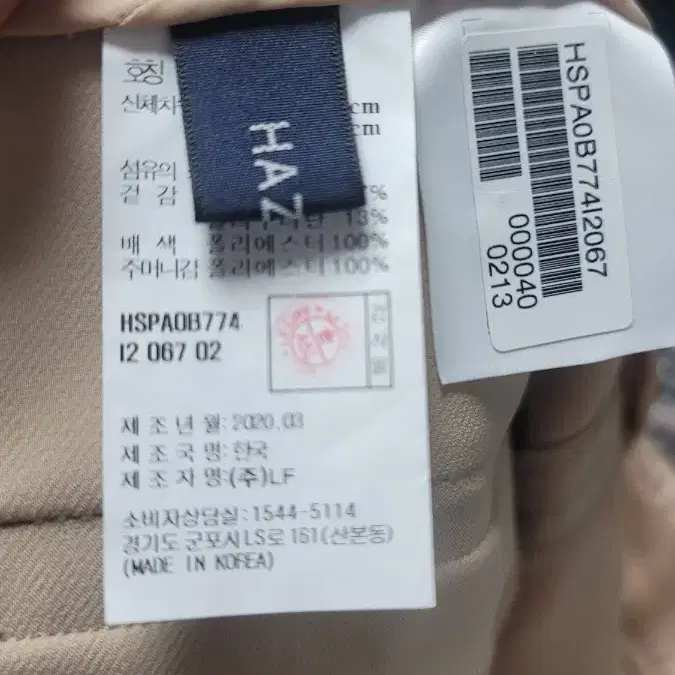 호칭
신체치
cm
cm
섬유의
겉 감
%
13%
배 색 폴리에스터 100%
주머니감 폴리에스터 100%
HAZ
HSPA0B774
I2 067 02
검사필
제 조 년 월: 2020.03
제 조 국 명: 한국
제 조 자 명:(주)LF
소비자상담실: 1544-5114
경기도 군포시 LS로 161(산본동)
(MADE IN KOREA)
HSPA0B774I2067
000040
0213